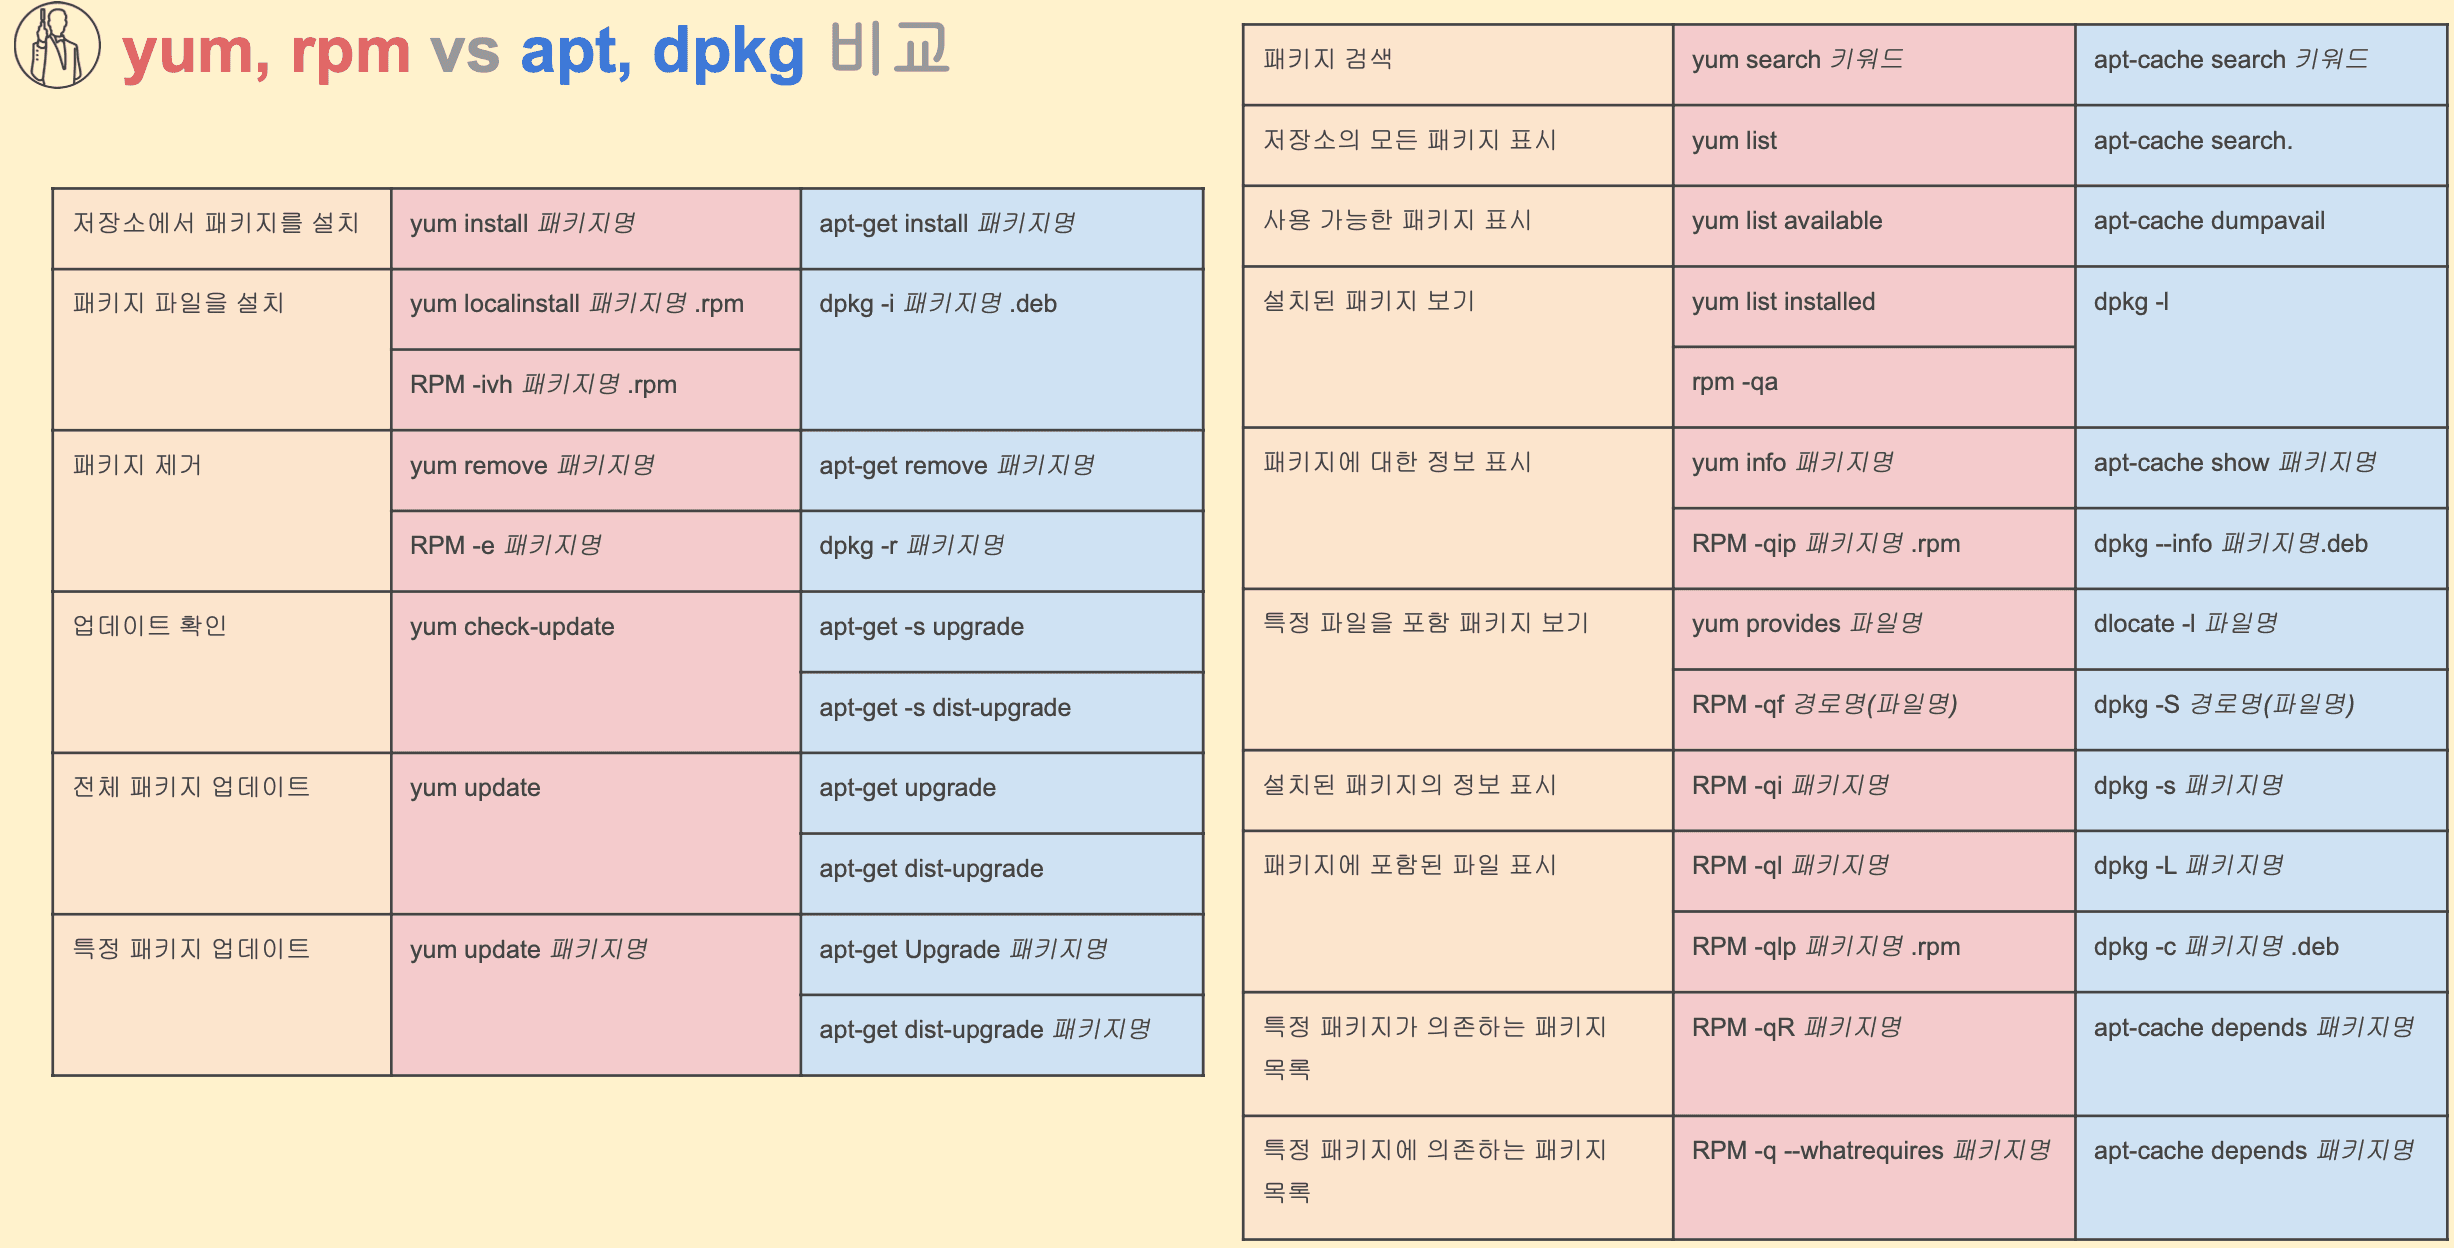 yum, rpm vs apt, dpkg 비교
저장소에서 패키지를 설치
yum install 패키지명
apt-get install 패키지명
패키지 파일을 설치
yum localinstall 패키지명 .rpm
dpkg -i 패키지명 .deb
RPM -ivh 패키지명 .rpm
패키지 제거
yum remove 패키지명
apt-get remove 패키지명
RPM -e 패키지명
dpkg -r 패키지명
업데이트 확인
yum check-update
apt-get -s upgrade
apt-get -s dist-upgrade
전체 패키지 업데이트
yum update
apt-get upgrade
apt-get dist-upgrade
특정 패키지 업데이트
yum update 패키지명
apt-get Upgrade 패키지명
apt-get dist-upgrade 패키지명
패키지 검색
yum search 키워드
apt-cache search 키워드
저장소의 모든 패키지 표시
yum list
apt-cache search.
사용 가능한 패키지 표시
yum list available
apt-cache dumpavail
설치된 패키지 보기
yum list installed
dpkg -l
rpm -qa
패키지에 대한 정보 표시
yum info 패키지명
apt-cache show 패키지명
RPM -qip 패키지명 .rpm
dpkg --info 패키지명.deb
특정 파일을 포함 패키지 보기
yum provides 파일명
dlocate -l 파일명
RPM -qf 경로명(파일명)
dpkg -S 경로명(파일명)
설치된 패키지의 정보 표시
RPM -qi 패키지명
dpkg -s 패키지명
패키지에 포함된 파일 표시
RPM -ql 패키지명
dpkg -L 패키지명
RPM -qlp 패키지명 .rpm
dpkg -c 패키지명 .deb
특정 패키지가 의존하는 패키지
목록
RPM -qR 패키지명
apt-cache depends 패키지명
특정 패키지에 의존하는 패키지
목록
RPM -q --whatrequires 패키지명
apt-cache depends 패키지명